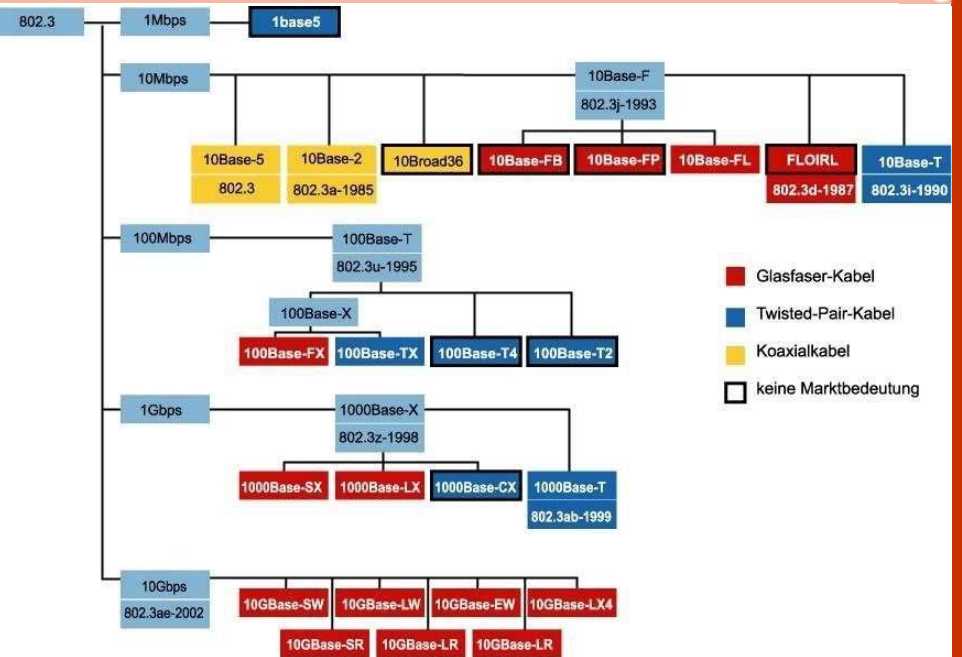 802.3
1Mbps
1base5
10Mbps
10Base-F
802.3j-1993
10Base-5
802.3
10Base-2
802.3a-1985
10Broad36
10Base-FB
10Base-FP
10Base-FL
FLOIRL
802.3d-1987
10Base-T
802.3i-1990
100Mbps
100Base-T
802.3u-1995
100Base-X
100Base-FX
100Base-TX
100Base-T4
100Base-T2
Glasfaser-Kabel
Twisted-Pair-Kabel
Koaxialkabel
keine Marktbedeutung
1Gbps
1000Base-X
802.3z-1998
1000Base-SX
1000Base-LX
1000Base-CX
1000Base-T
802.3ab-1999
10Gbps
802.3ae-2002
10GBase-SW
10GBase-LW
10GBase-EW
10GBase-LX4
10GBase-SR
10GBase-LR
10GBase-LR